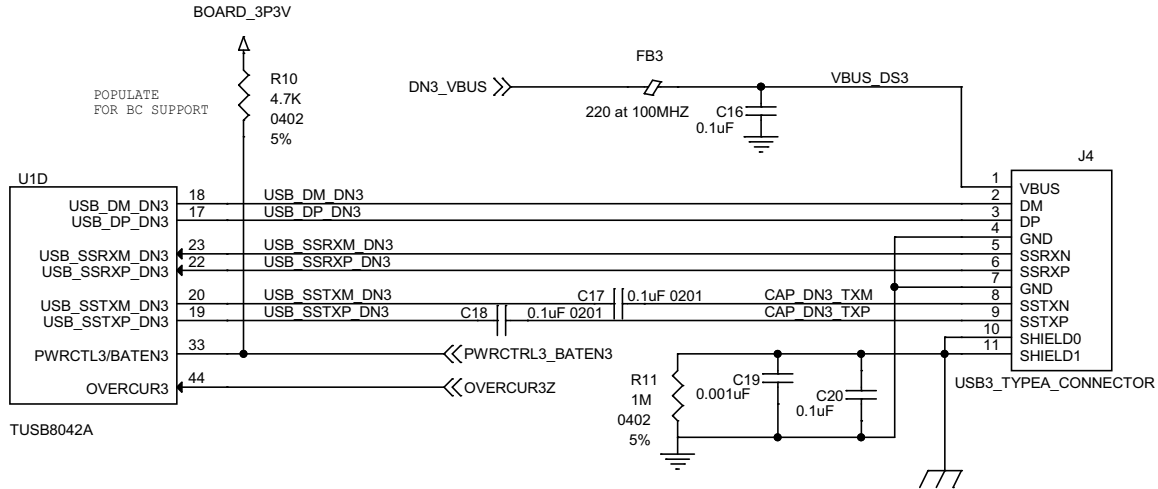 BOARD_3P3V
POPULATE
FOR BC SUPPORT
R10
4.7K
0402
5%
DN3_VBUS
FB3
220 at 100MHZ
C16
0.1uF
VBUS_DS3
J4
U1D
USB_DM_DN3
18
USB_DM_DN3
USB_DP_DN3
17
USB_DP_DN3
USB_SSRXM_DN3
23
USB_SSRXM_DN3
USB_SSRXP_DN3
22
USB_SSRXP_DN3
USB_SSTXM_DN3
20
USB_SSTXM_DN3
C17
0.1uF 0201
CAP_DN3_TXM
USB_SSTXP_DN3
19
USB_SSTXP_DN3
C18
0.1uF 0201
CAP_DN3_TXP
PWRCTL3/BATEN3
33
PWRCTRL3_BATEN3
OVERCUR3
44
OVERCUR3Z
TUSB8042A
1
VBUS
2
DM
3
DP
4
GND
5
SSRXN
6
SSRXP
7
GND
8
SSTXN
9
SSTXP
10
SHIELD0
11
SHIELD1
USB3_TYPEA_CONNECTOR
R11
1M
0402
5%
C19
0.001uF
C20
0.1uF